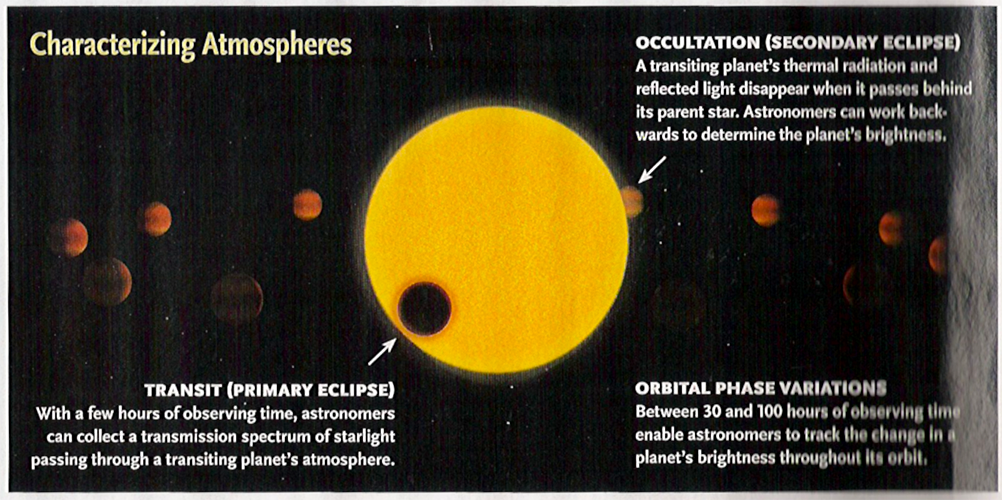 Characterizing Atmospheres
OCCULTATION (SECONDARY ECLIPSE)
A transiting planet's thermal radiation and
reflected light disappear when it passes behind
its parent star. Astronomers can work back-
wards to determine the planet's brightness.
TRANSIT (PRIMARY ECLIPSE)
With a few hours of observing time, astronomers
can collect a transmission spectrum of starlight
passing through a transiting planet's atmosphere.
ORBITAL PHASE VARIATIONS
Between 30 and 100 hours of observing time
enable astronomers to track the change in a
planet's brightness throughout its orbit.